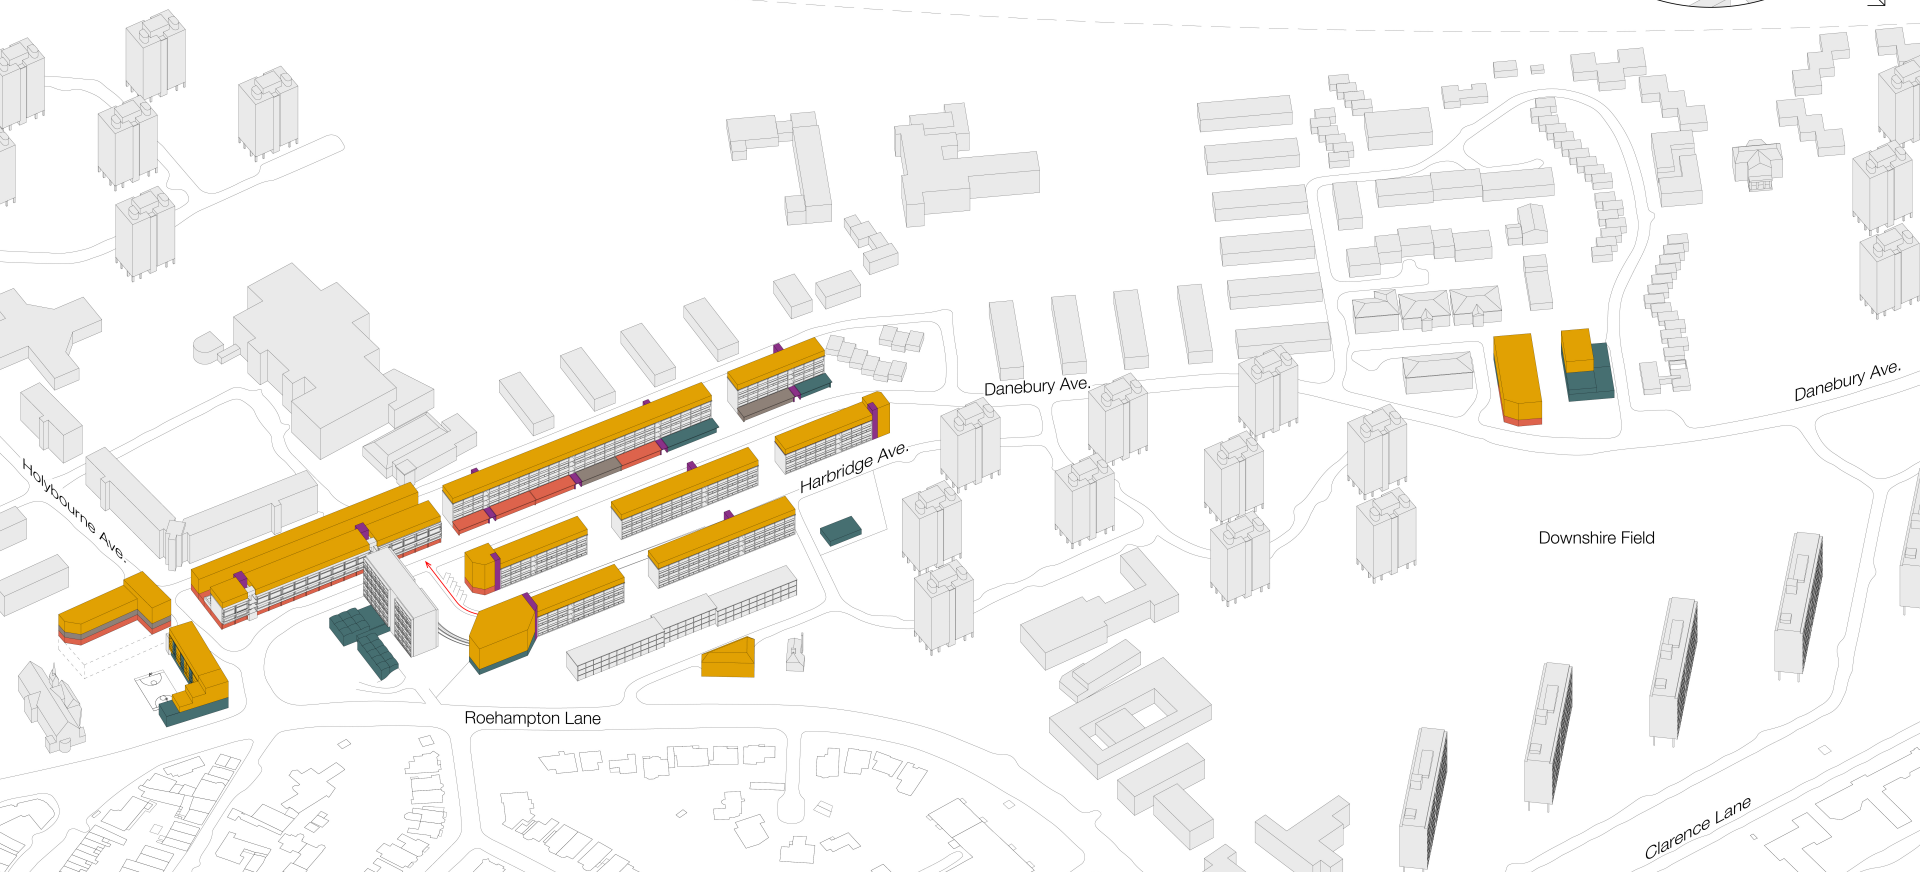 Danebury Ave.
Danebury Ave.
Harbridge Ave.
Holybourne Ave.
Downshire Field
Roehampton Lane
Clarence Lane